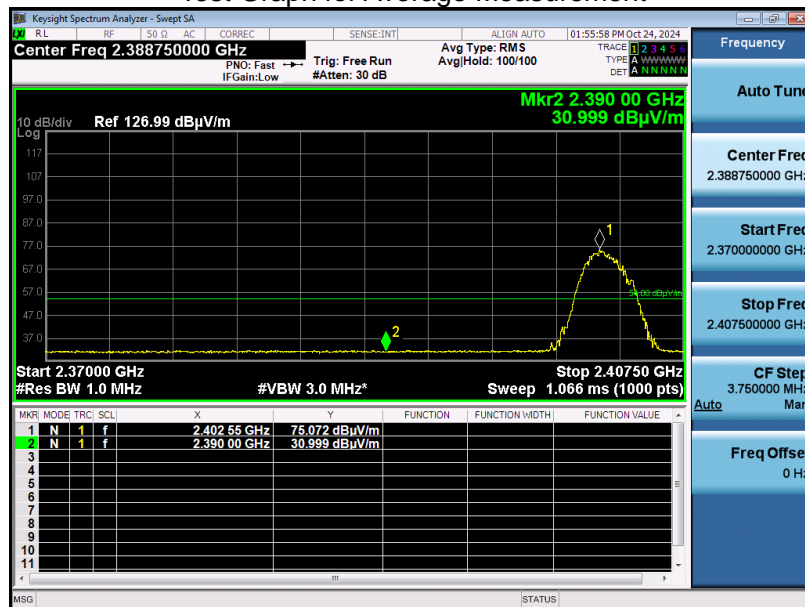 Test Graph for Average Measurement
Keysight Spectrum Analyzer - Swept SA
LXI RL RF 50 Ω AC CORREC SENSE:INT ALIGN AUTO 01:55:58 PM Oct 24, 2024
Center Freq 2.388750000 GHz
PNO: Fast
IFGain:Low
Trig: Free Run
#Atten: 30 dB
Avg Type: RMS
Avg|Hold: 100/100
TRACE 1 2 3 4 5 6
TYPE A WWWWW
DET A N N N N N
Mkr2 2.390 00 GHz
30.999 dBµV/m
10 dB/div Ref 126.99 dBµV/m
Log
117
107
97.0
87.0
77.0
67.0
57.0
47.0
37.0
1
2
Start 2.37000 GHz Stop 2.40750 GHz
#Res BW 1.0 MHz #VBW 3.0 MHz* Sweep 1.066 ms (1000 pts)
MKR MODE TRC SCL X Y FUNCTION FUNCTION WIDTH FUNCTION VALUE
1 N 1 f 2.402 55 GHz 75.072 dBµV/m
2 N 1 f 2.390 00 GHz 30.999 dBµV/m
3
4
5
6
7
8
9
10
11
MSG STATUS
Frequency
Auto Tune
Center Freq
2.388750000 GHz
Start Freq
2.370000000 GHz
Stop Freq
2.407500000 GHz
CF Step
3.750000 MHz
Auto Man
Freq Offset
0 Hz